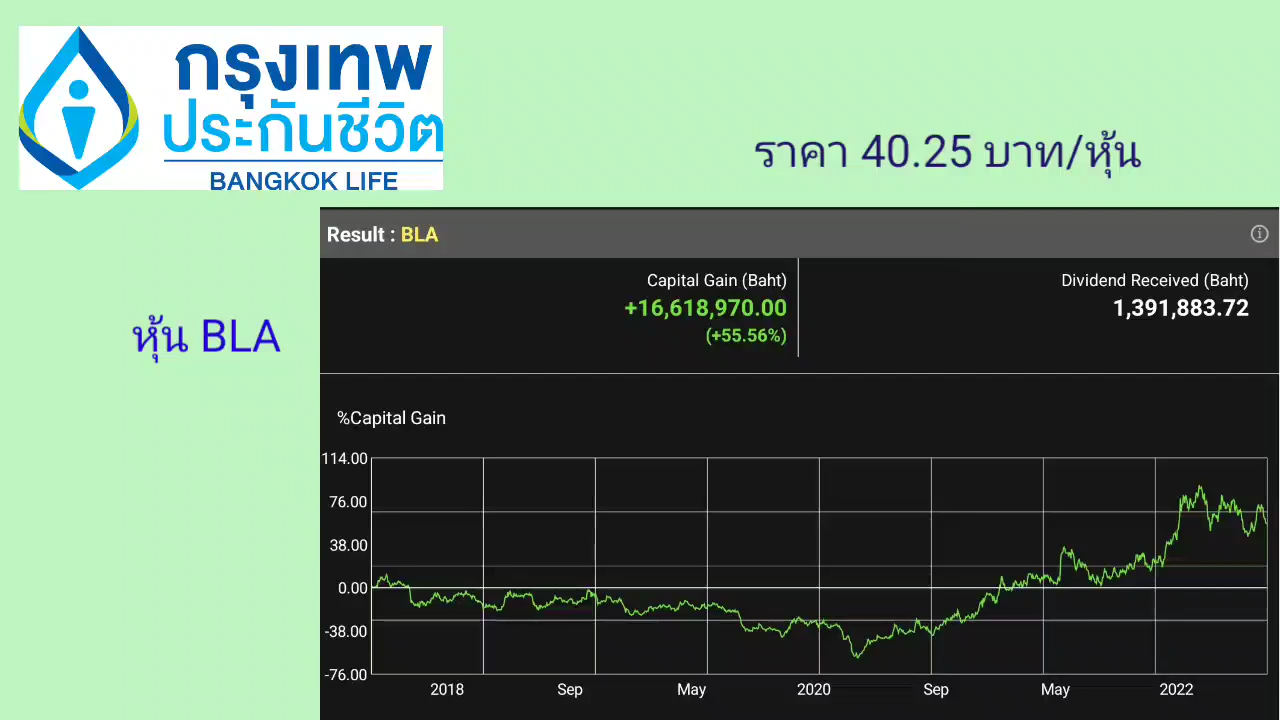 กรุงเทพ
ประกันชีวิต
BANGKOK LIFE
ราคา 40.25 บาท/หุ้น
หุ้น BLA
Result : BLA
Capital Gain (Baht)
+16,618,970.00
(+55.56%)
Dividend Received (Baht)
1,391,883.72
%Capital Gain
114.00
76.00
38.00
0.00
-38.00
-76.00
2018 Sep May 2020 Sep May 2022